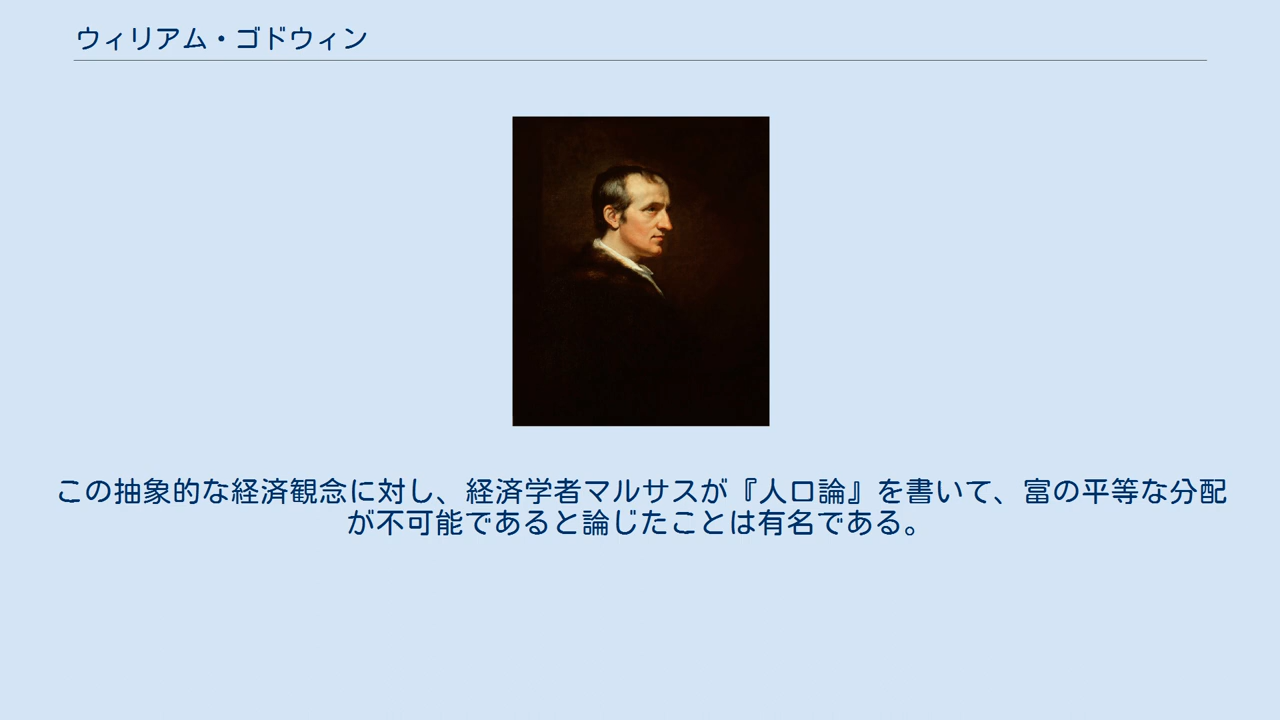 ウィリアム・ゴドウィン
この抽象的な経済観念に対し、経済学者マルサスが『人口論』を書いて、富の平等な分配
が不可能であると論じたことは有名である。